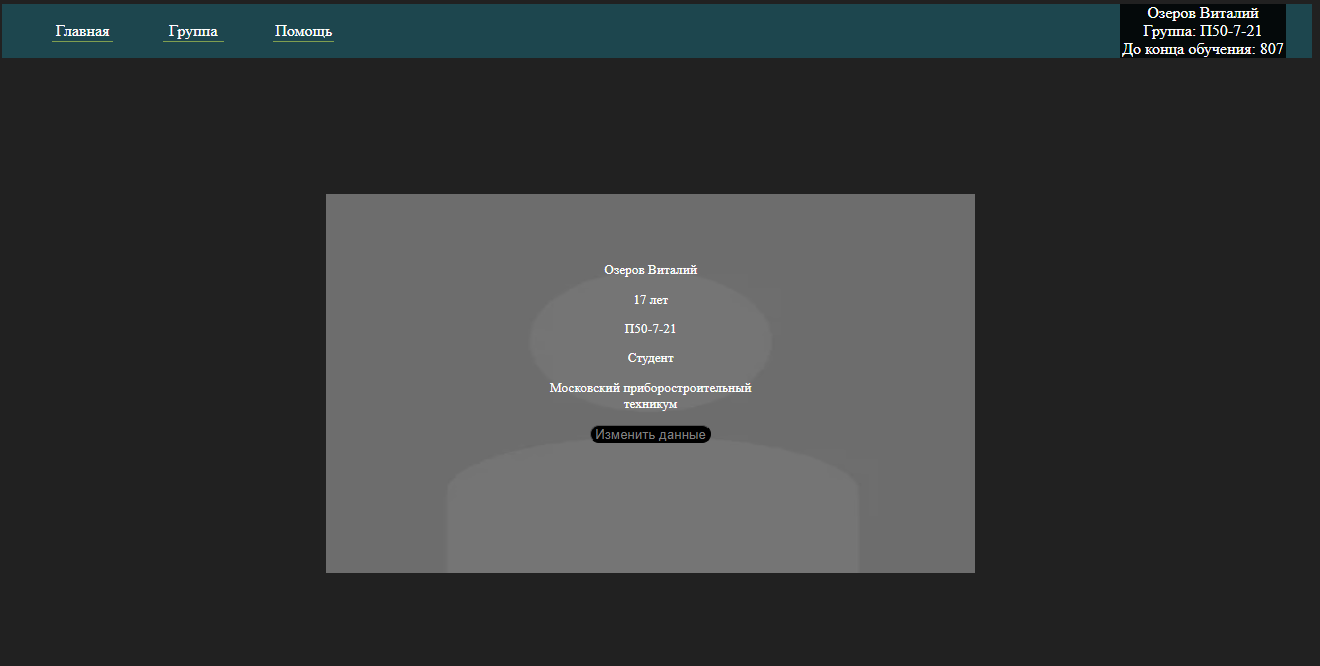 Главная Группа Помощь
Озеров Виталий
Группа: П50-7-21
До конца обучения: 807
Озеров Виталий
17 лет
П50-7-21
Студент
Московский приборостроительный
техникум
Изменить данные